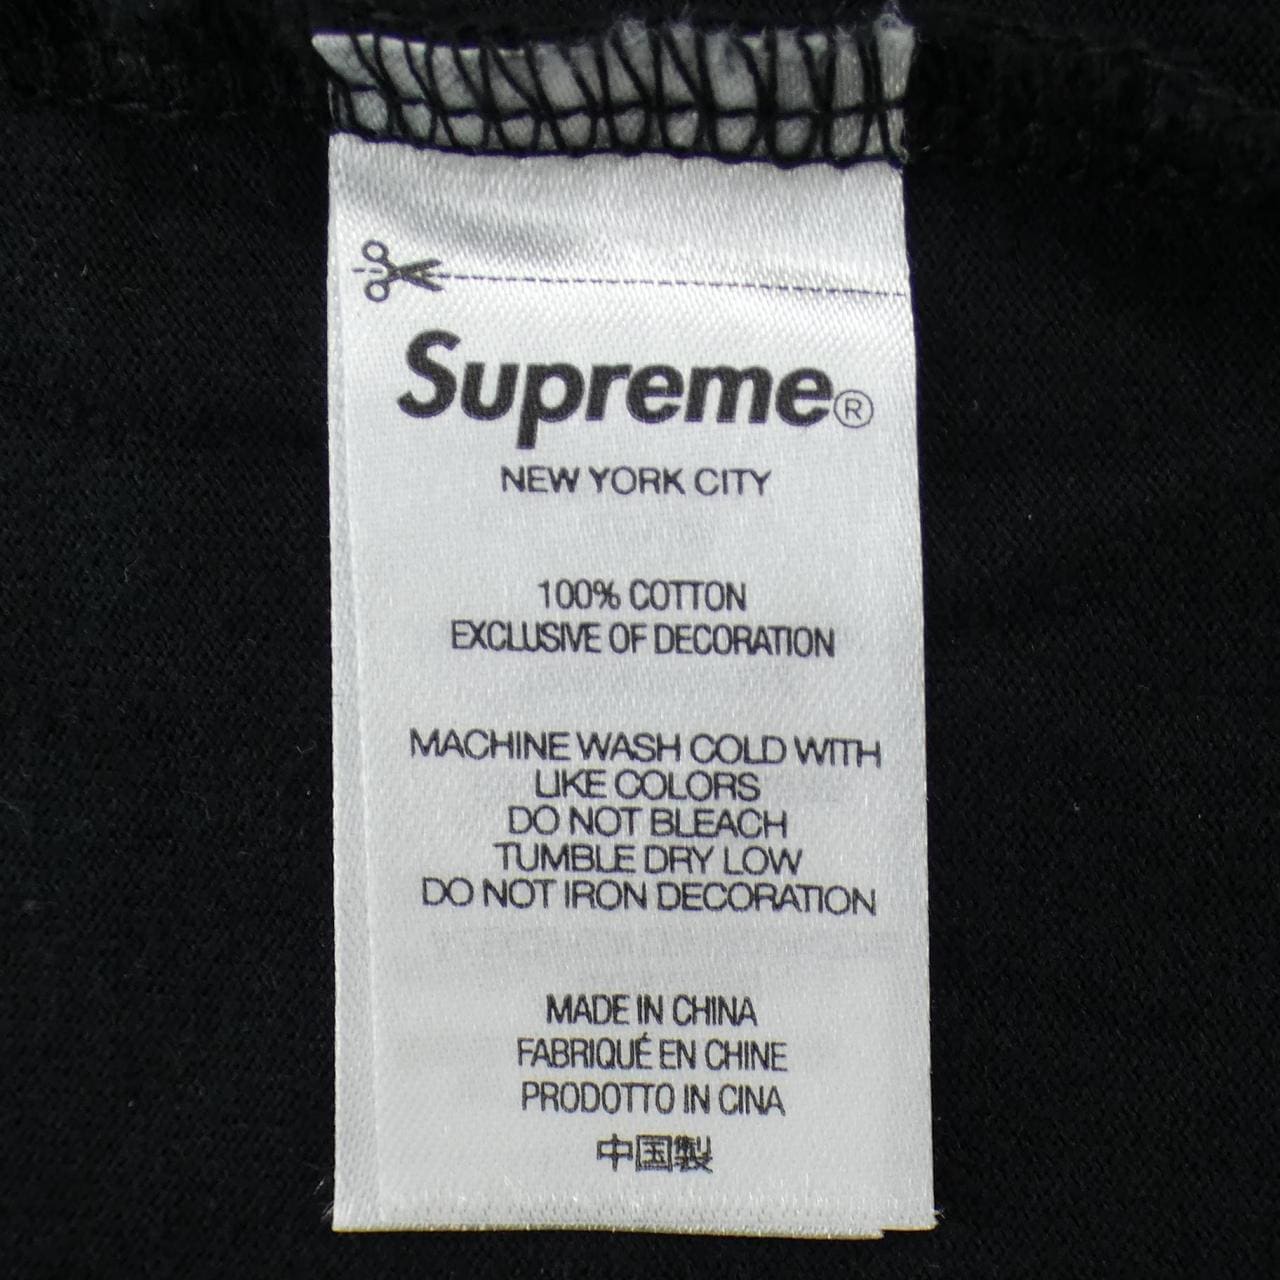 Supreme®
NEW YORK CITY
100% COTTON
EXCLUSIVE OF DECORATION
MACHINE WASH COLD WITH
LIKE COLORS
DO NOT BLEACH
TUMBLE DRY LOW
DO NOT IRON DECORATION
MADE IN CHINA
FABRIQUÉ EN CHINE
PRODOTTO IN CINA
中国製